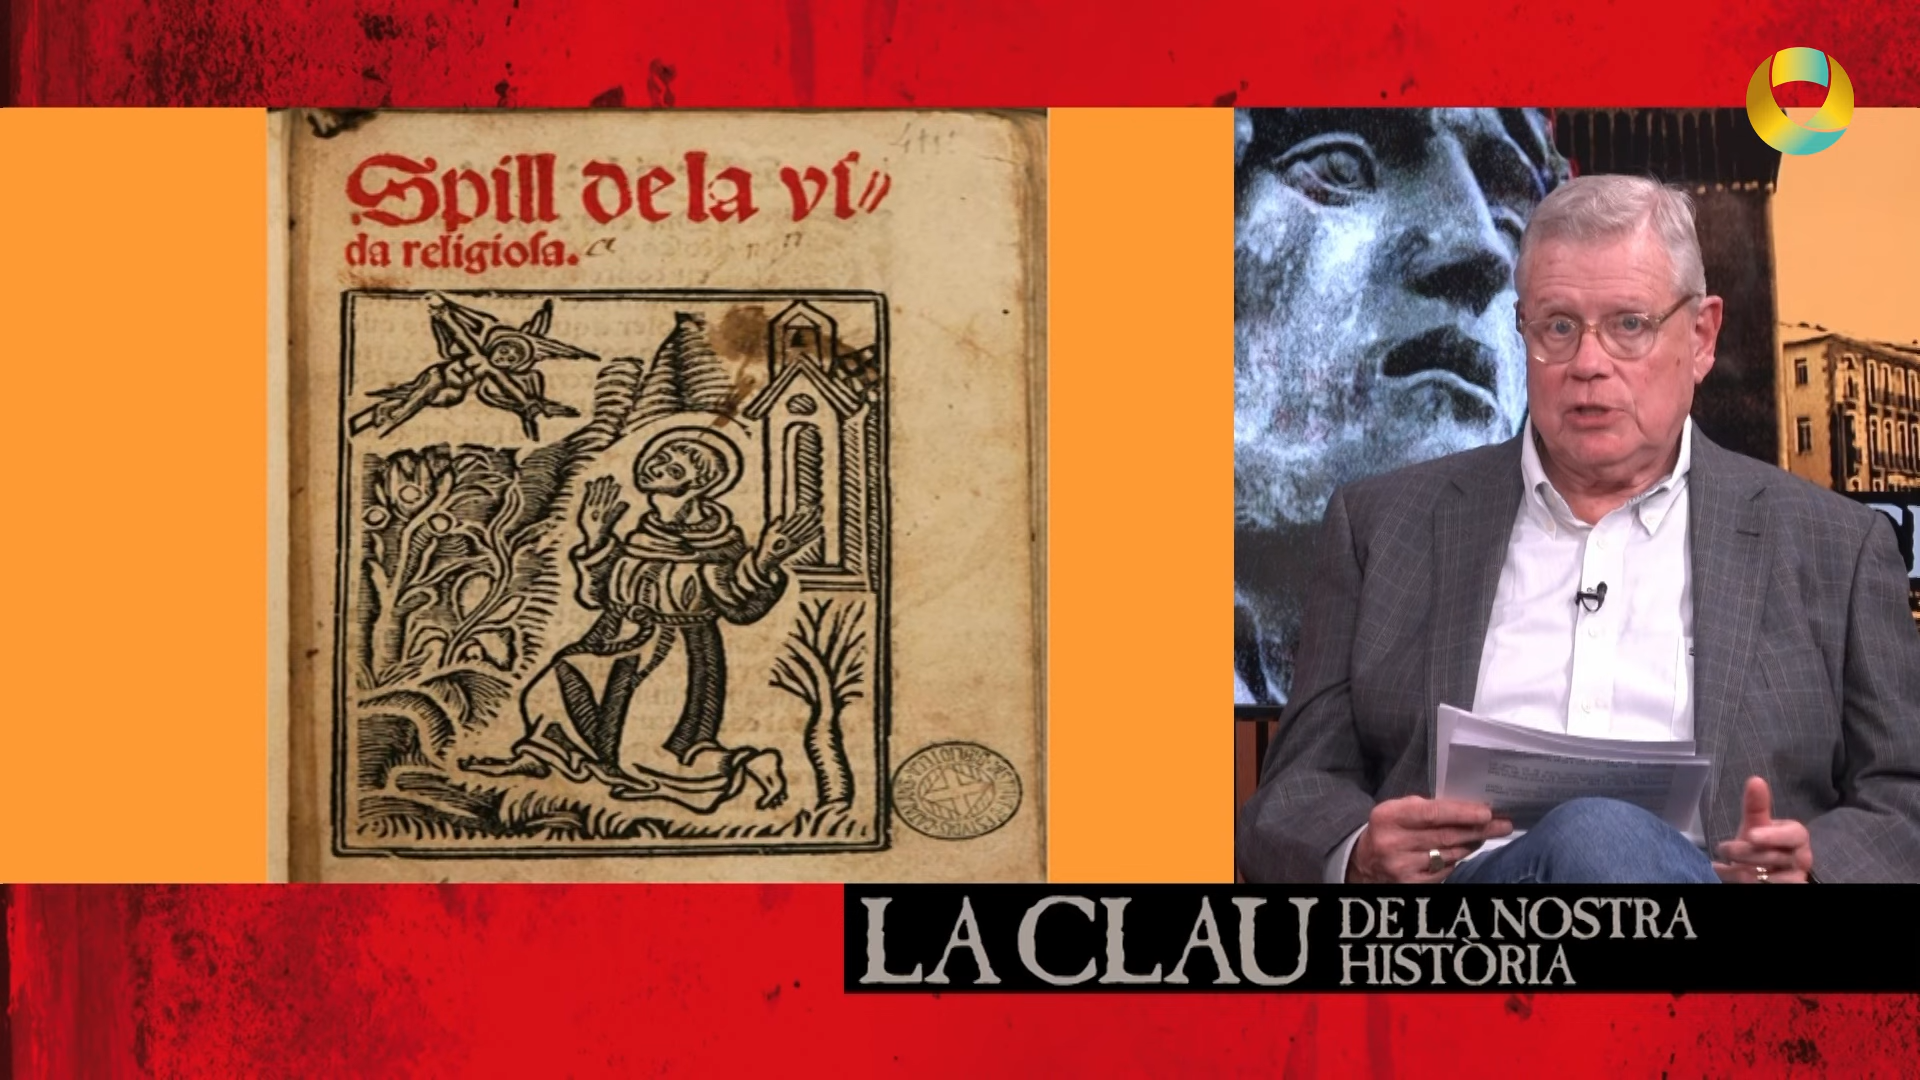 Spill de la vi〃
da religiosa.
LA CLAU
DE LA NOSTRA
HISTÒRIA